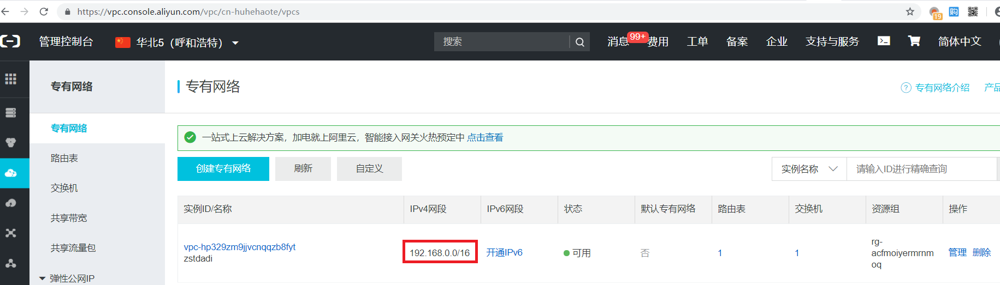 https://vpc.console.aliyun.com/vpc/cn-huhehaote/vpcs
19
管理控制台 华北5（呼和浩特） 搜索 消息 99+ 费用 工单 备案 企业 支持与服务 简体中文
专有网络
专有网络
专有网络介绍 产品
专有网络
路由表
交换机
共享带宽
共享流量包
弹性公网IP
一站式上云解决方案，加电就上阿里云，智能接入网关火热预定中 点击查看
创建专有网络 刷新 自定义 实例名称 请输入ID进行精确查询
实例ID/名称 IPv4网段 IPv6网段 状态 默认专有网络 路由表 交换机 资源组 操作
vpc-hp329zm9jjvcnqqzb8fyt
zstdadi
192.168.0.0/16 开通IPv6 可用 否 1 1
rg-
acfmoiyermrnm
oq
管理 删除